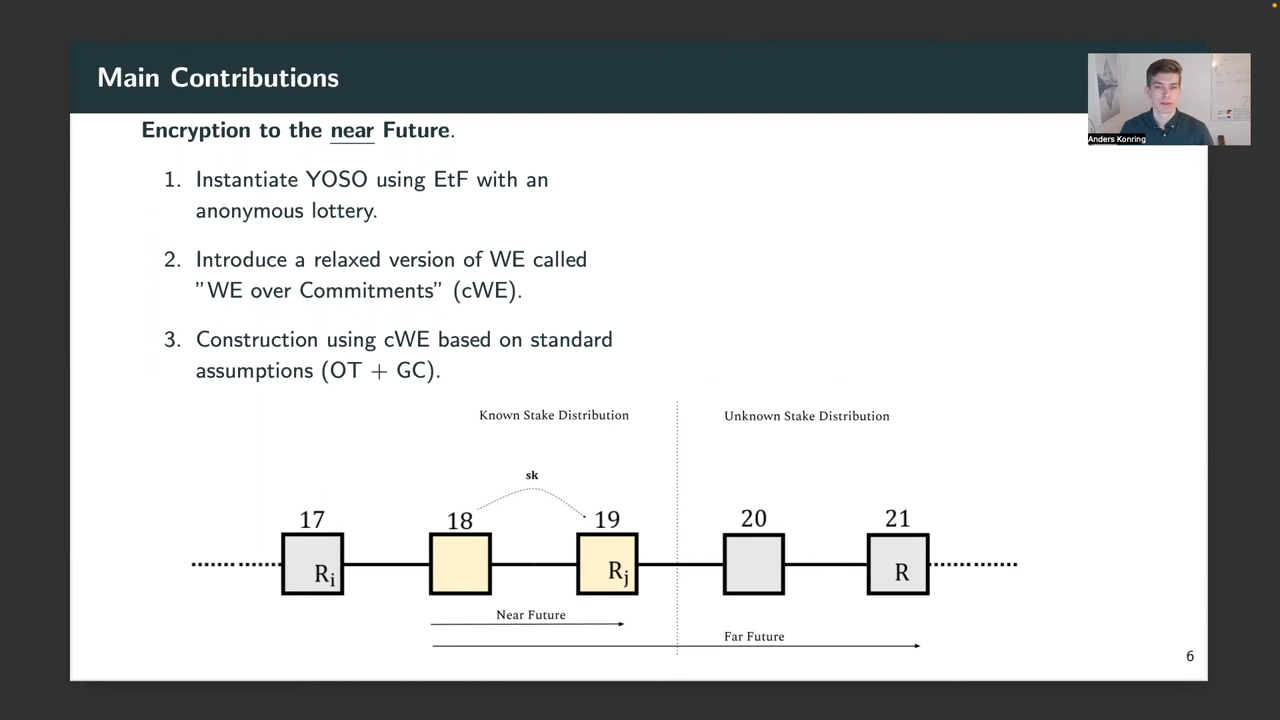 Main Contributions
Anders Konring
Encryption to the near Future.
1. Instantiate YOSO using EtF with an
anonymous lottery.
2. Introduce a relaxed version of WE called
”WE over Commitments” (cWE).
3. Construction using cWE based on standard
assumptions (OT + GC).
Known Stake Distribution
Unknown Stake Distribution
sk
17
18
19
20
21
Ri
Rj
R
Near Future
Far Future
6